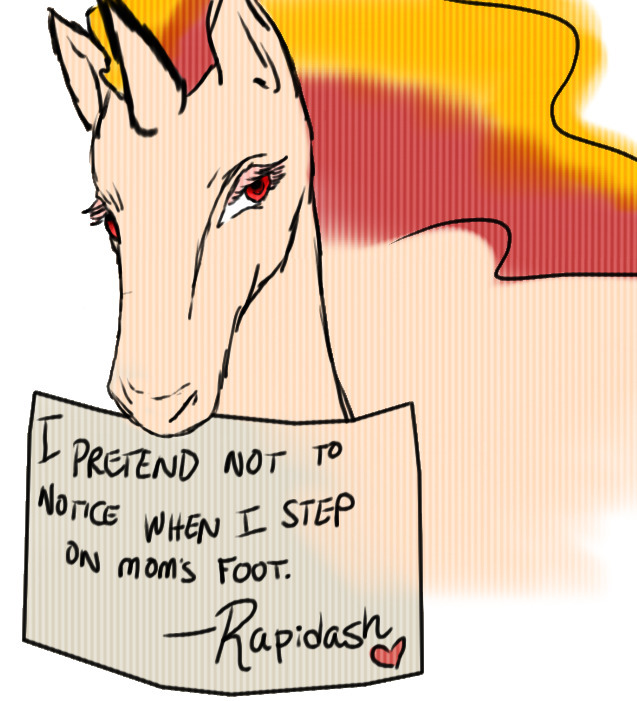 I PRETEND NOT TO
NOTICE WHEN I STEP
ON MOM'S FOOT.
—Rapidash